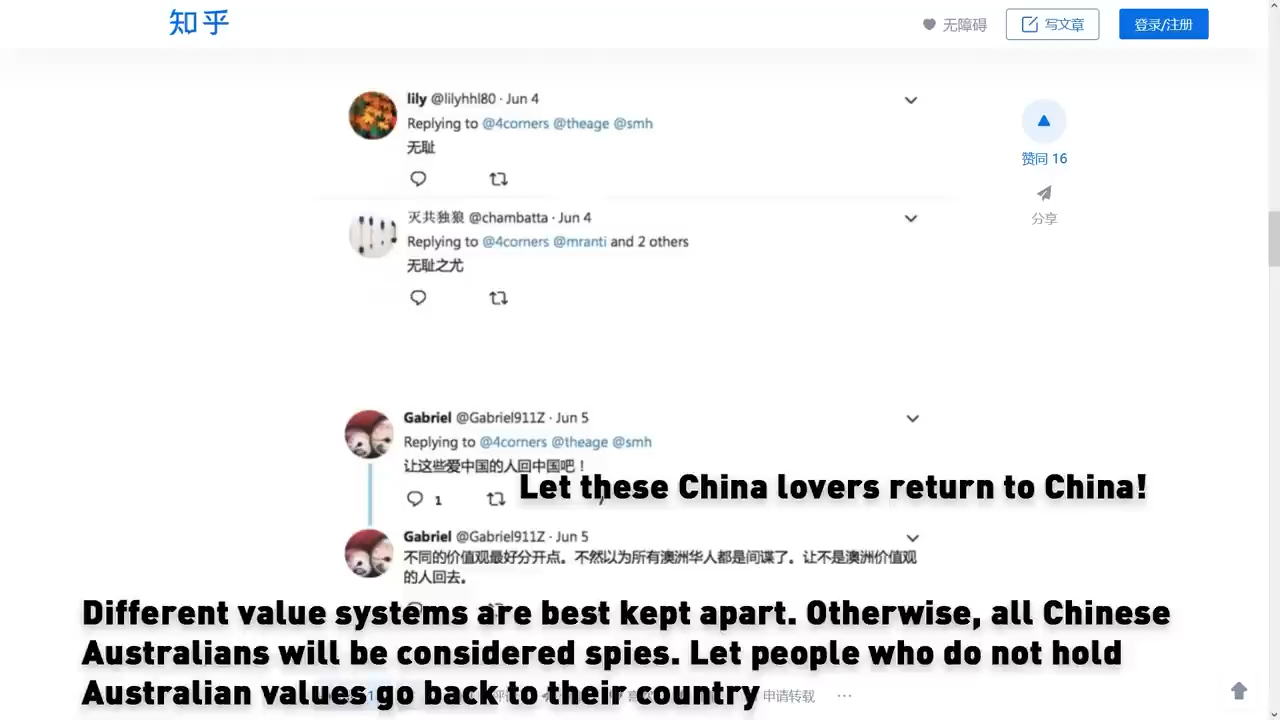 知乎
无障碍
写文章
登录/注册
lily @lilyhhl80 · Jun 4
Replying to @4corners @theage @smh
无耻
赞同 16
分享
灭共独狼 @chambatta · Jun 4
Replying to @4corners @mranti and 2 others
无耻之尤
Gabriel @Gabriel911Z · Jun 5
Replying to @4corners @theage @smh
让这些爱中国的人回中国吧！
1
Let these China lovers return to China!
Gabriel @Gabriel911Z · Jun 5
不同的价值观最好分开点。不然以为所有澳洲华人都是间谍了。让不是澳洲价值观
的人回去。
Different value systems are best kept apart. Otherwise, all Chinese
Australians will be considered spies. Let people who do not hold
Australian values go back to their country
申请转载